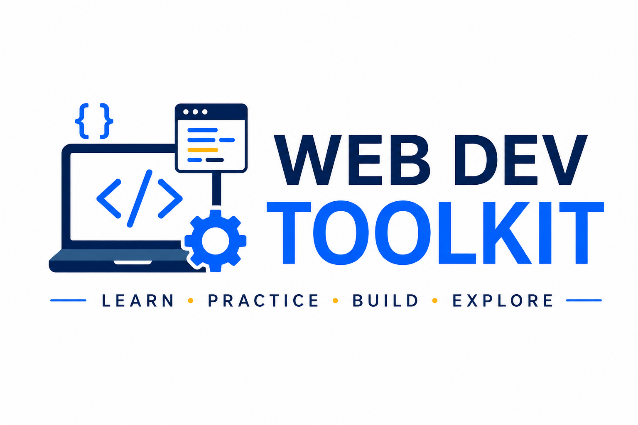 { }
</>
WEB DEV
TOOLKIT
LEARN • PRACTICE • BUILD • EXPLORE